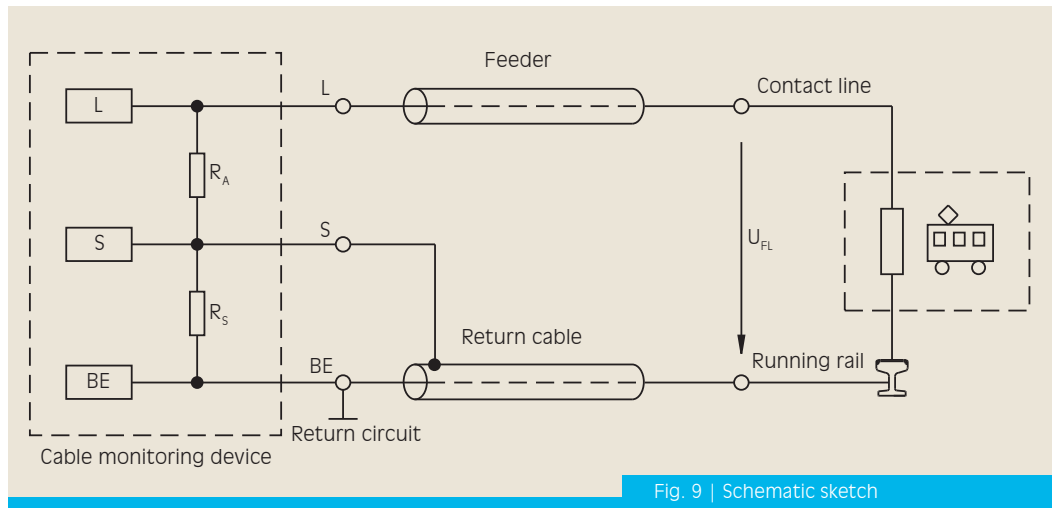 Feeder
L
Contact line
L
R_A
S
S
U_FL
R_S
Return cable
BE
BE
Running rail
Return circuit
Cable monitoring device
Fig. 9 | Schematic sketch